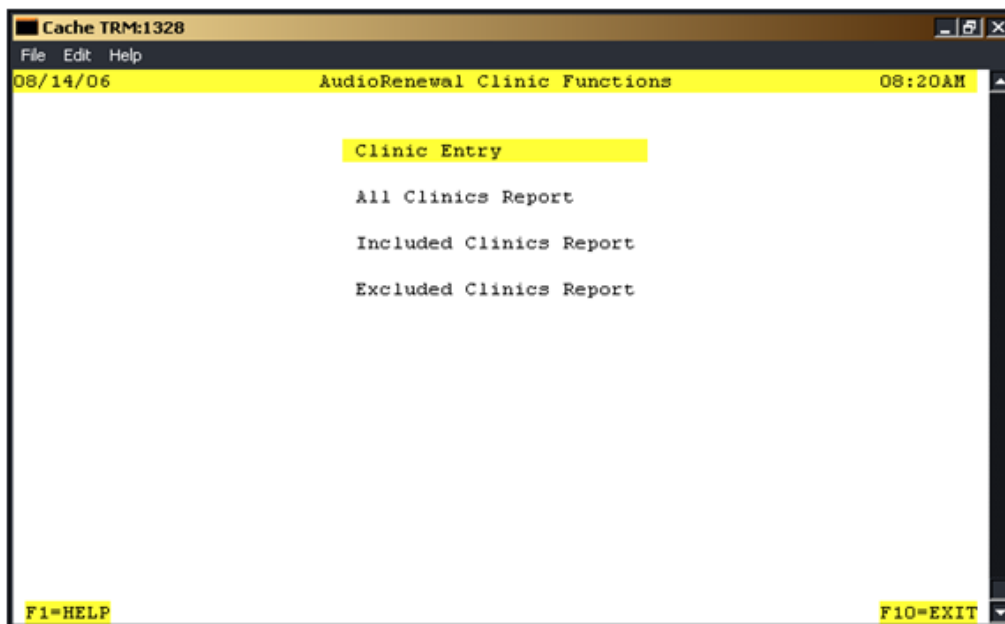 Cache TRM:1328
File Edit Help
08/14/06 AudioRenewal Clinic Functions 08:20AM
Clinic Entry
All Clinics Report
Included Clinics Report
Excluded Clinics Report
F1=HELP F10=EXIT